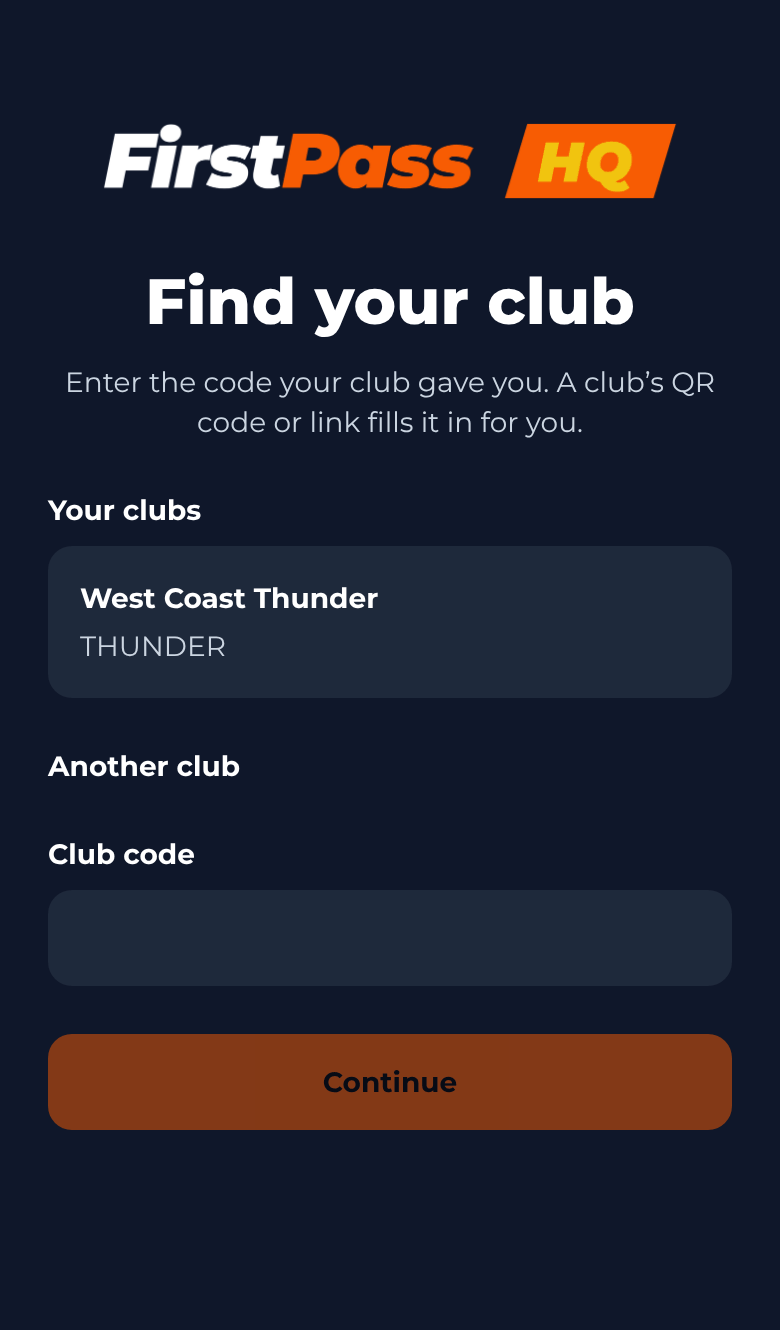 FirstPass HQ
Find your club
Enter the code your club gave you. A club’s QR
code or link fills it in for you.
Your clubs
West Coast Thunder
THUNDER
Another club
Club code
Continue